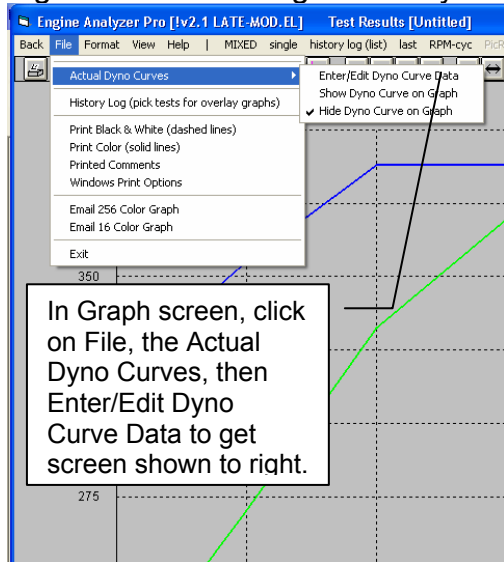 Engine Analyzer Pro [!v2.1 LATE-MOD.EL] Test Results [Untitled]
Back File Format View Help | MIXED single history log (list) last RPM-cyc
Actual Dyno Curves
Enter/Edit Dyno Curve Data
Show Dyno Curve on Graph
Hide Dyno Curve on Graph
History Log (pick tests for overlay graphs)
Print Black & White (dashed lines)
Print Color (solid lines)
Printed Comments
Windows Print Options
Email 256 Color Graph
Email 16 Color Graph
Exit
350
In Graph screen, click
on File, the Actual
Dyno Curves, then
Enter/Edit Dyno
Curve Data to get
screen shown to right.
275